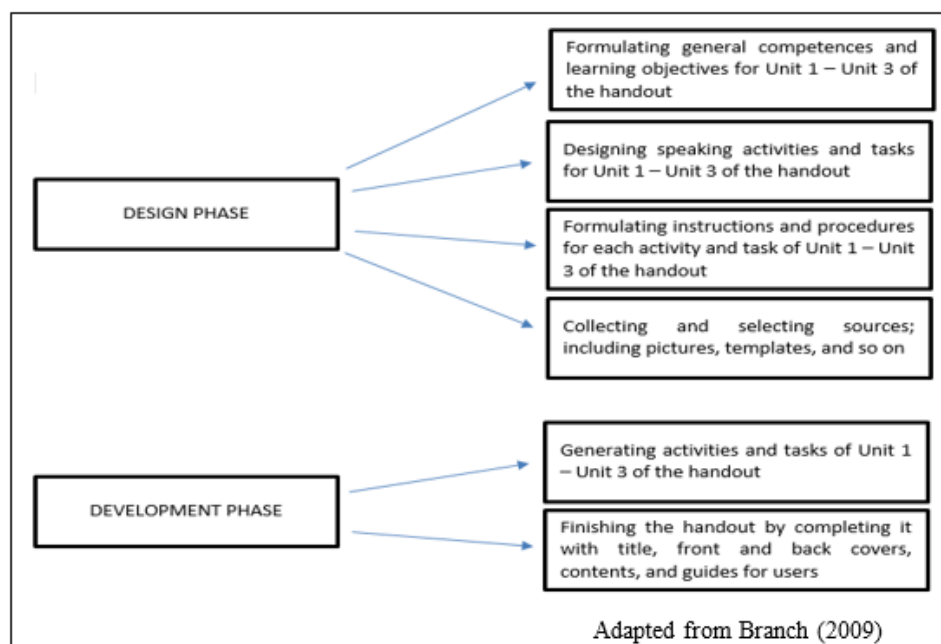 Formulating general competences and
learning objectives for Unit 1 – Unit 3 of
the handout
Designing speaking activities and tasks
for Unit 1 – Unit 3 of the handout
DESIGN PHASE
Formulating instructions and procedures
for each activity and task of Unit 1 – Unit
3 of the handout
Collecting and selecting sources;
including pictures, templates, and so on
Generating activities and tasks of Unit 1
– Unit 3 of the handout
DEVELOPMENT PHASE
Finishing the handout by completing it
with title, front and back covers,
contents, and guides for users
Adapted from Branch (2009)